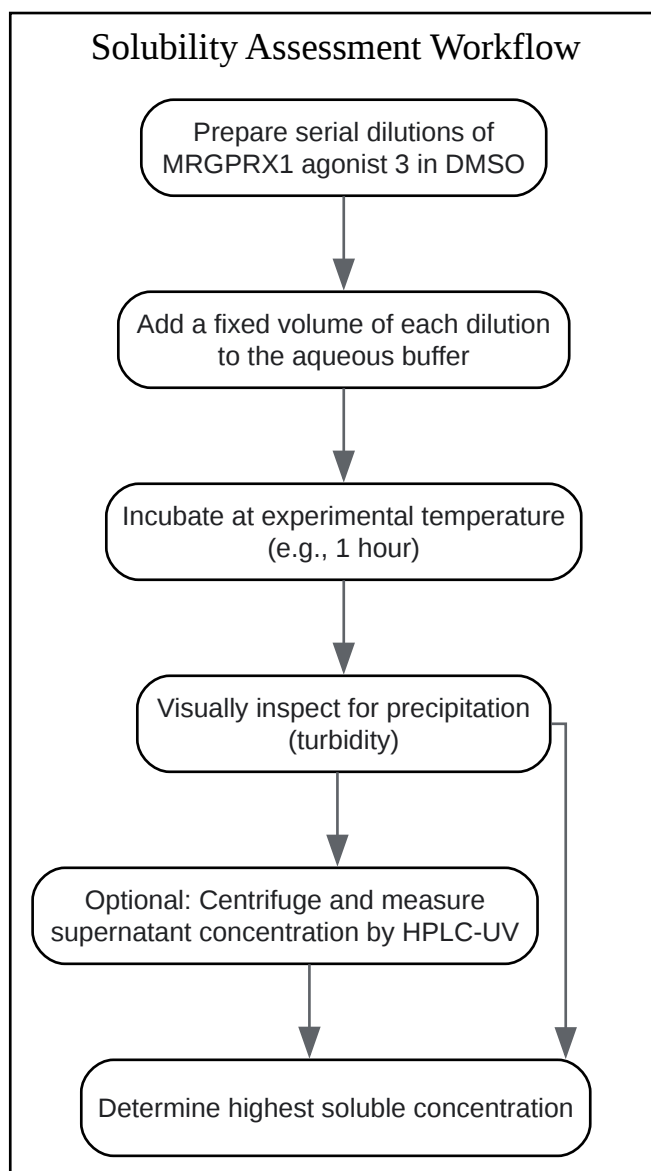 Solubility Assessment Workflow
Prepare serial dilutions of
MRGPRX1 agonist 3 in DMSO
Add a fixed volume of each dilution
to the aqueous buffer
Incubate at experimental temperature
(e.g., 1 hour)
Visually inspect for precipitation
(turbidity)
Optional: Centrifuge and measure
supernatant concentration by HPLC-UV
Determine highest soluble concentration